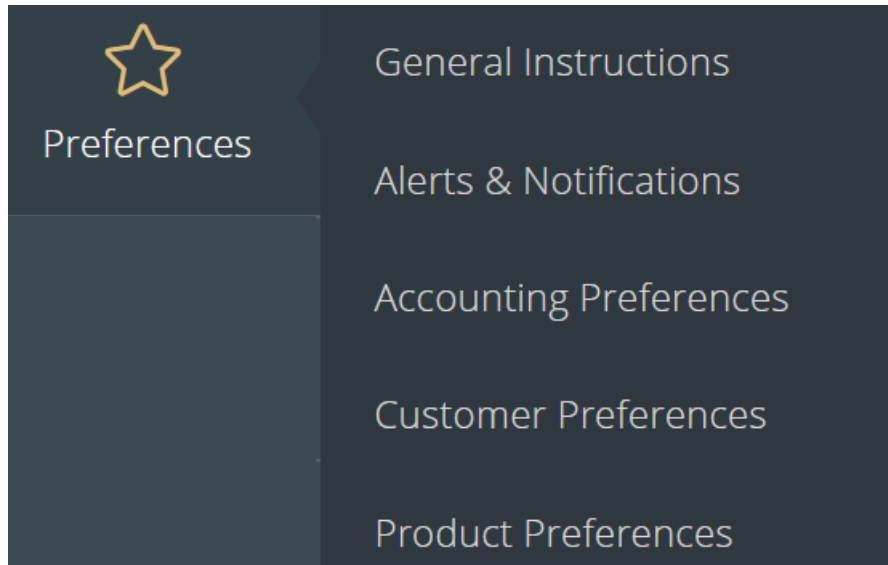 Preferences
General Instructions
Alerts & Notifications
Accounting Preferences
Customer Preferences
Product Preferences